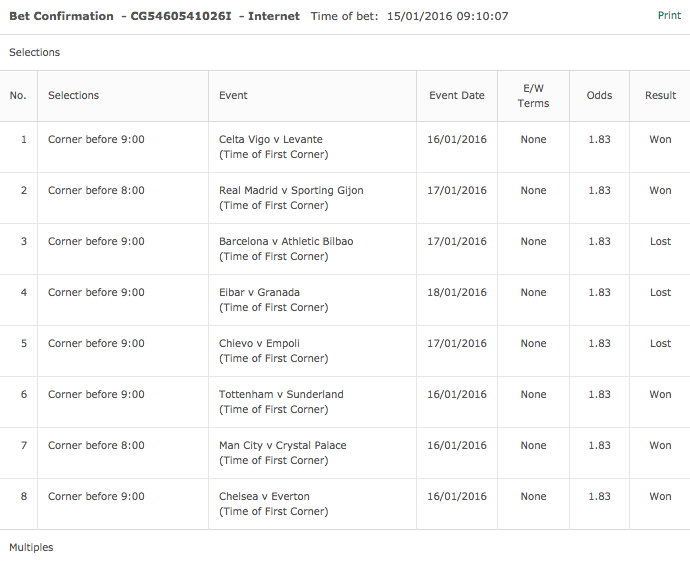 Bet Confirmation - CG5460541026I - Internet Time of bet: 15/01/2016 09:10:07 Print
Selections
No. Selections Event Event Date E/W Terms Odds Result
1 Corner before 9:00 Celta Vigo v Levante 16/01/2016 None 1.83 Won
(Time of First Corner)
2 Corner before 8:00 Real Madrid v Sporting Gijon 17/01/2016 None 1.83 Won
(Time of First Corner)
3 Corner before 9:00 Barcelona v Athletic Bilbao 17/01/2016 None 1.83 Lost
(Time of First Corner)
4 Corner before 9:00 Eibar v Granada 18/01/2016 None 1.83 Lost
(Time of First Corner)
5 Corner before 9:00 Chievo v Empoli 17/01/2016 None 1.83 Lost
(Time of First Corner)
6 Corner before 9:00 Tottenham v Sunderland 16/01/2016 None 1.83 Won
(Time of First Corner)
7 Corner before 8:00 Man City v Crystal Palace 16/01/2016 None 1.83 Won
(Time of First Corner)
8 Corner before 9:00 Chelsea v Everton 16/01/2016 None 1.83 Won
(Time of First Corner)
Multiples